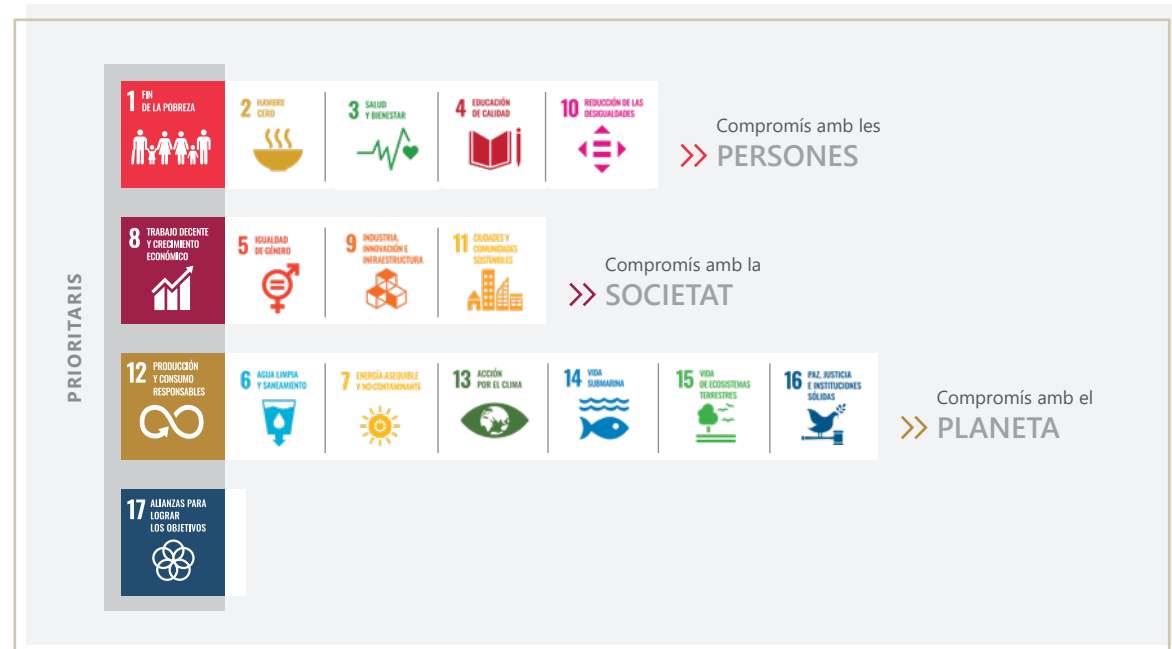 PRIORITARIS
1 FIN
DE LA POBREZA
2 HAMBRE
CERO
3 SALUD
Y BIENESTAR
4 EDUCACIÓN
DE CALIDAD
10 REDUCCIÓN DE LAS
DESIGUALDADES
Compromís amb les
PERSONES
8 TRABAJO DECENTE
Y CRECIMIENTO
ECONÓMICO
5 IGUALDAD
DE GÉNERO
9 INDUSTRIA,
INNOVACIÓN E
INFRAESTRUCTURA
11 CIUDADES Y
COMUNIDADES
SOSTENIBLES
Compromís amb la
SOCIETAT
12 PRODUCCIÓN
Y CONSUMO
RESPONSABLES
6 AGUA LIMPIA
Y SANEAMIENTO
7 ENERGÍA ASEQUIBLE
Y NO CONTAMINANTE
13 ACCIÓN
POR EL CLIMA
14 VIDA
SUBMARINA
15 VIDA
DE ECOSISTEMAS
TERRESTRES
16 PAZ, JUSTICIA
E INSTITUCIONES
SÓLIDAS
Compromís amb el
PLANETA
17 ALIANZAS PARA
LOGRAR
LOS OBJETIVOS